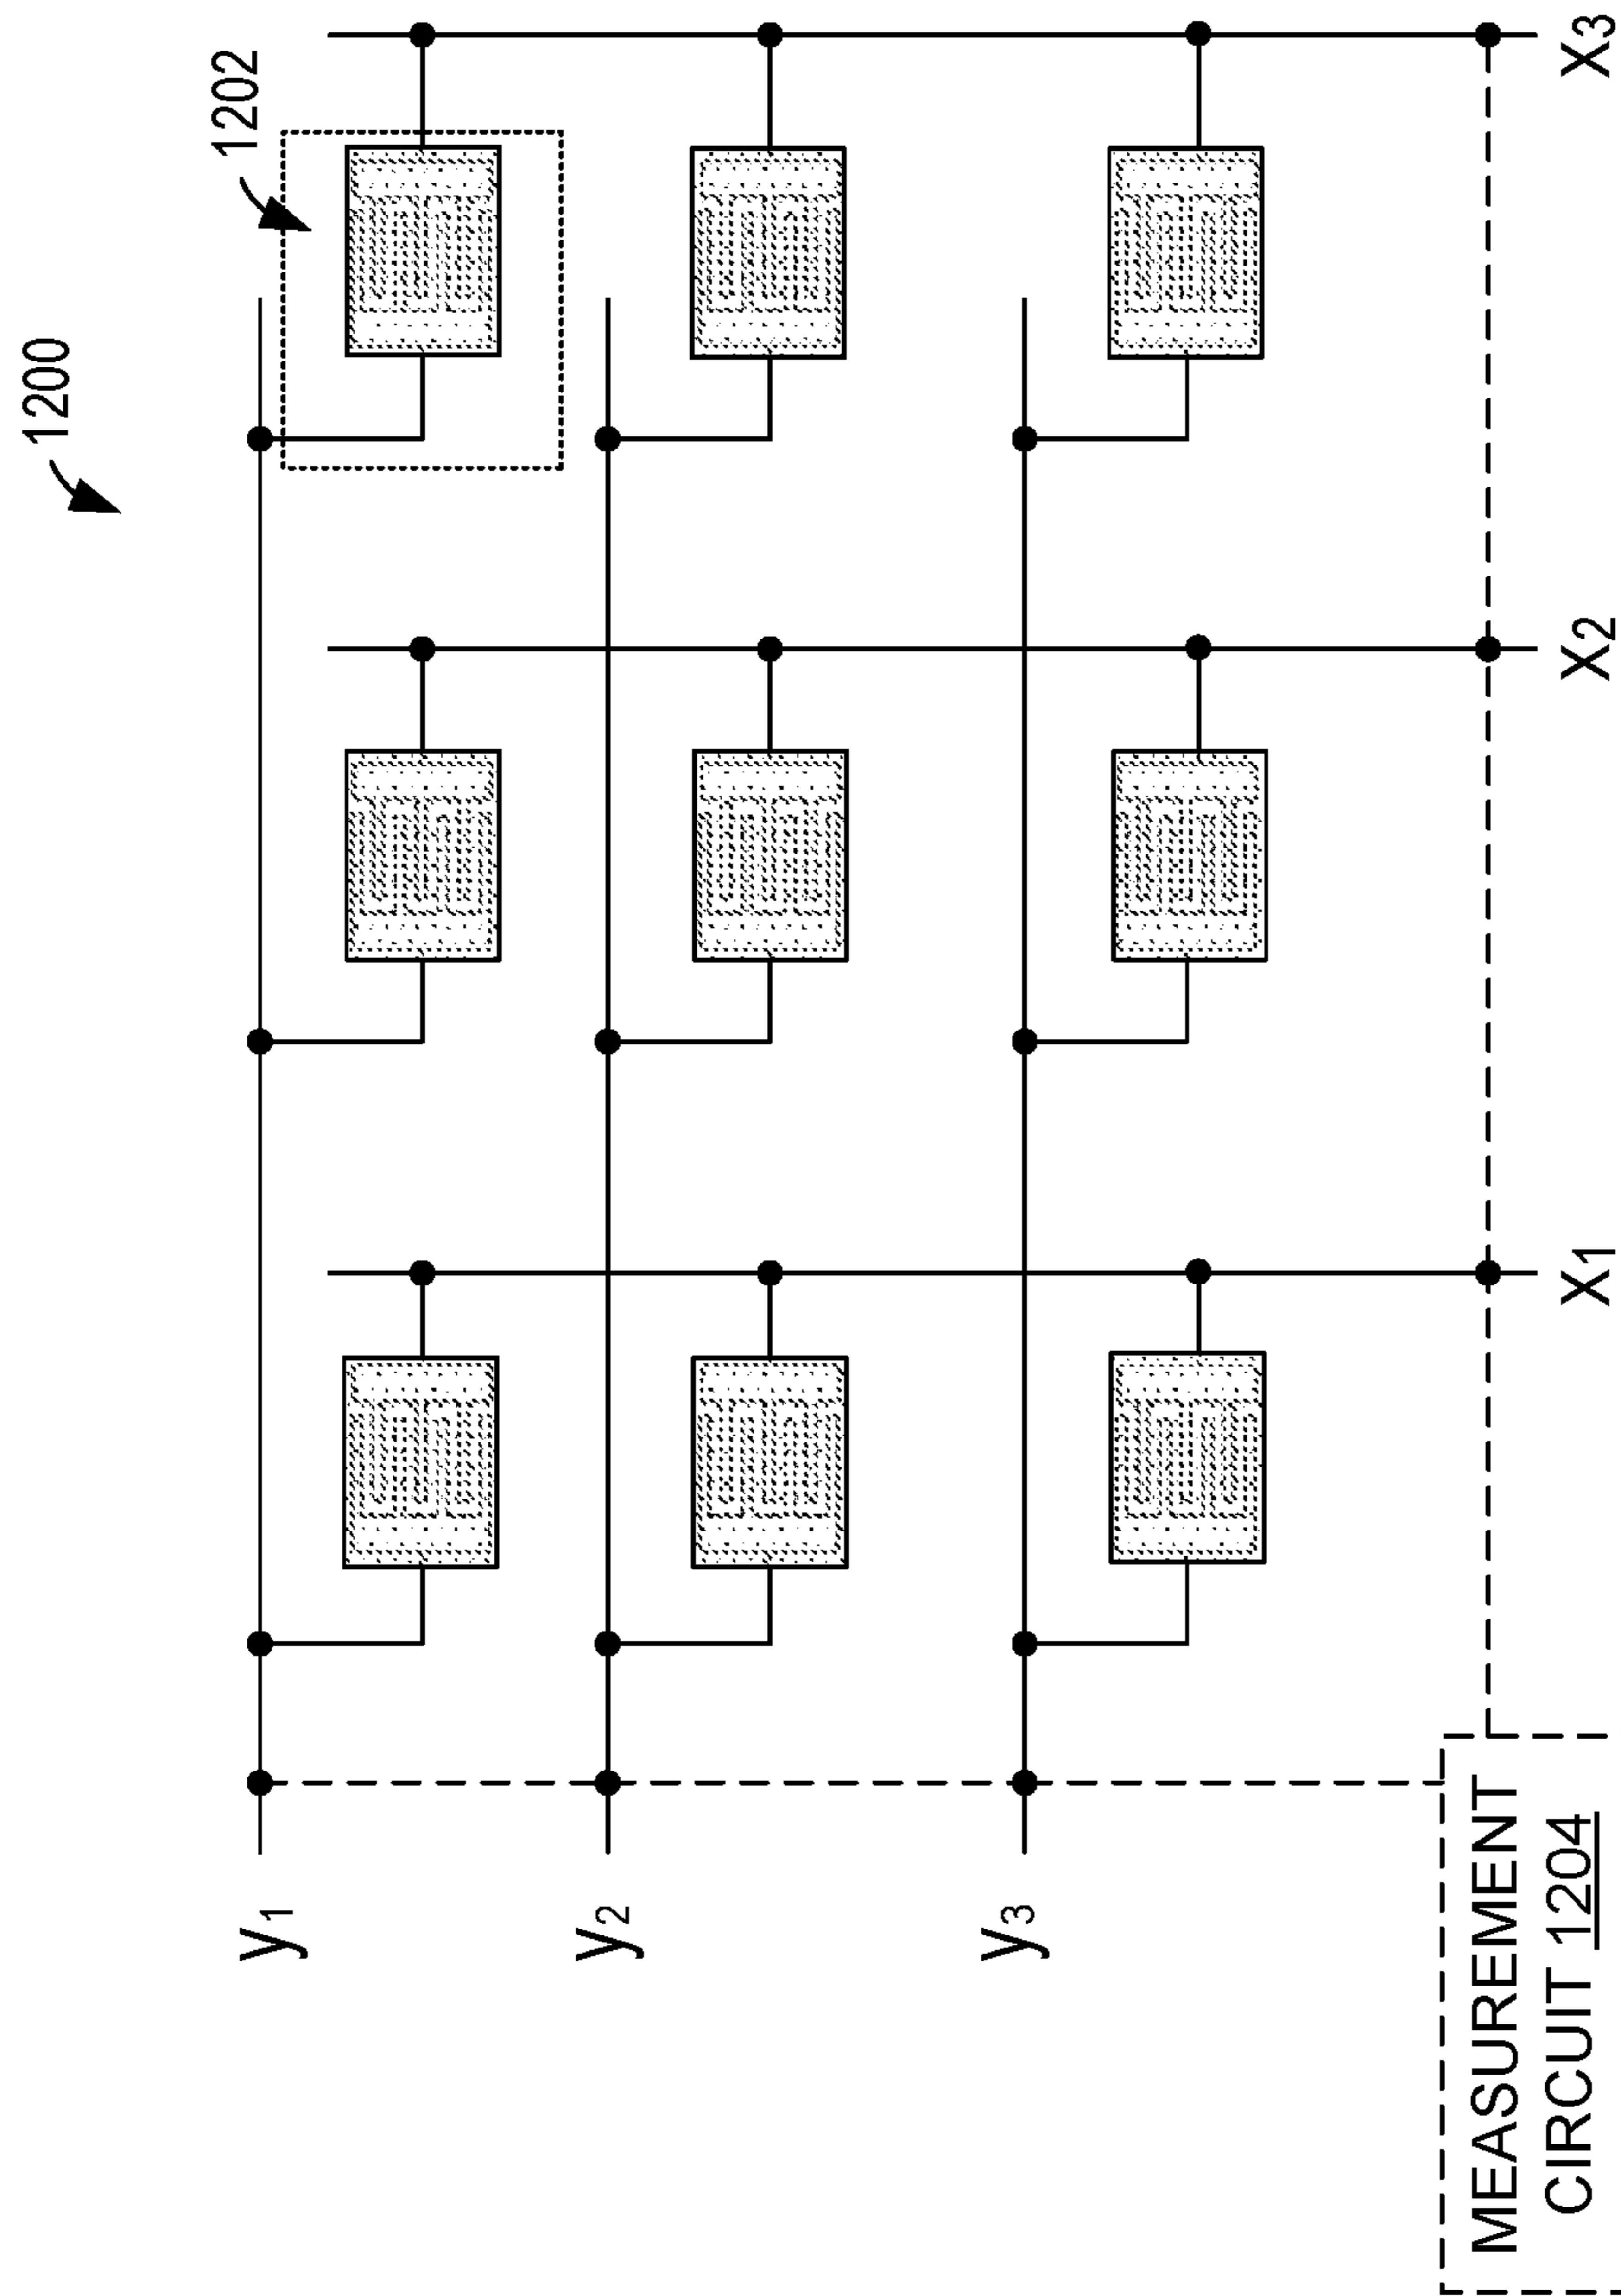 1200
1202
y1
y2
y3
X1
X2
X3
MEASUREMENT
CIRCUIT 1204